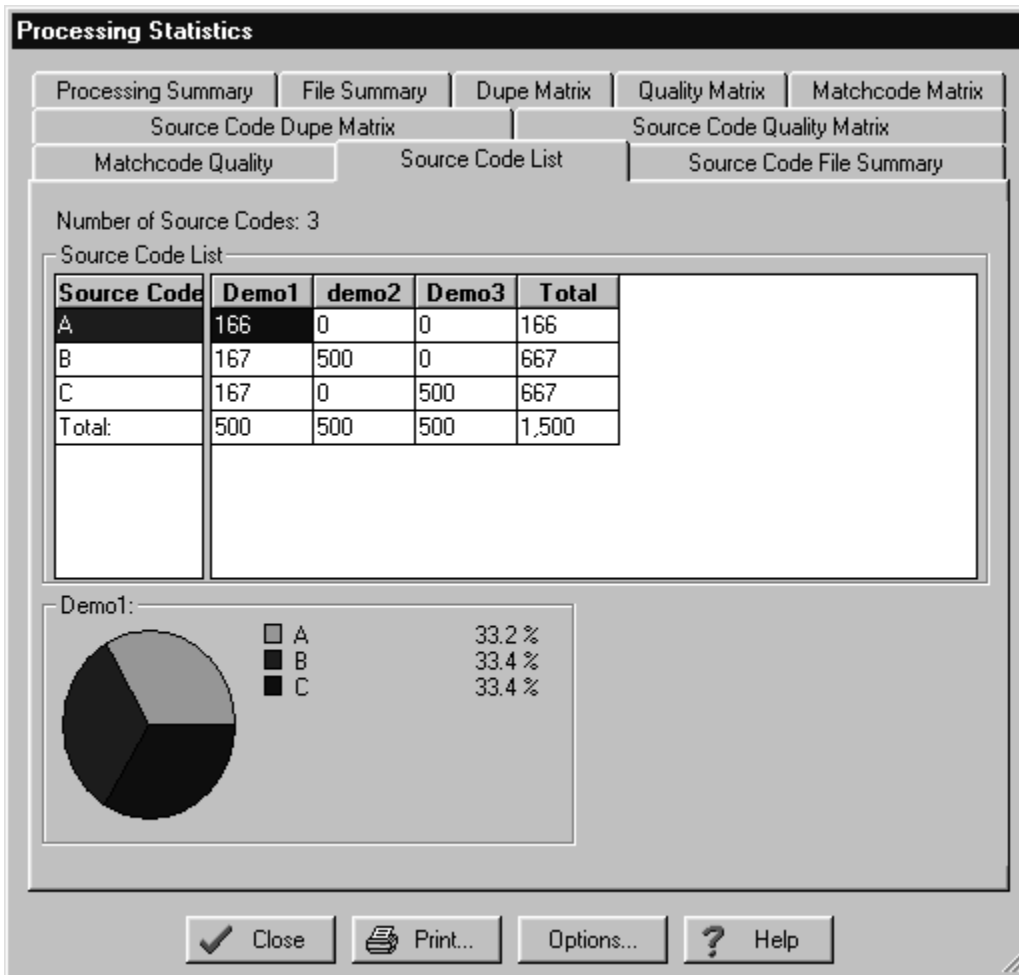 Processing Statistics
Processing Summary File Summary Dupe Matrix Quality Matrix Matchcode Matrix
Source Code Dupe Matrix Source Code Quality Matrix
Matchcode Quality Source Code List Source Code File Summary
Number of Source Codes: 3
Source Code List
Source Code Demo1 demo2 Demo3 Total
A 166 0 0 166
B 167 500 0 667
C 167 0 500 667
Total: 500 500 500 1,500
Demo1:
A 33.2 %
B 33.4 %
C 33.4 %
Close Print... Options... ? Help